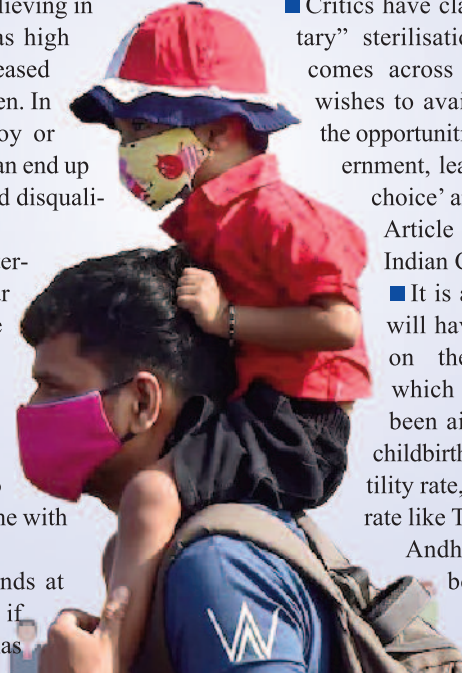 lieving in
as high
eased
en. In
oy or
an end up
d disquali-
er-
ar
e
ne with
nds at
if
as
■ Critics have cla
tary” sterilisatio
comes across
wishes to avai
the opportuniti
ernment, lea
choice’ a
Article
Indian C
■ It is a
will hav
on the
which
been ai
childbirth
tility rate,
rate like T
Andh
be